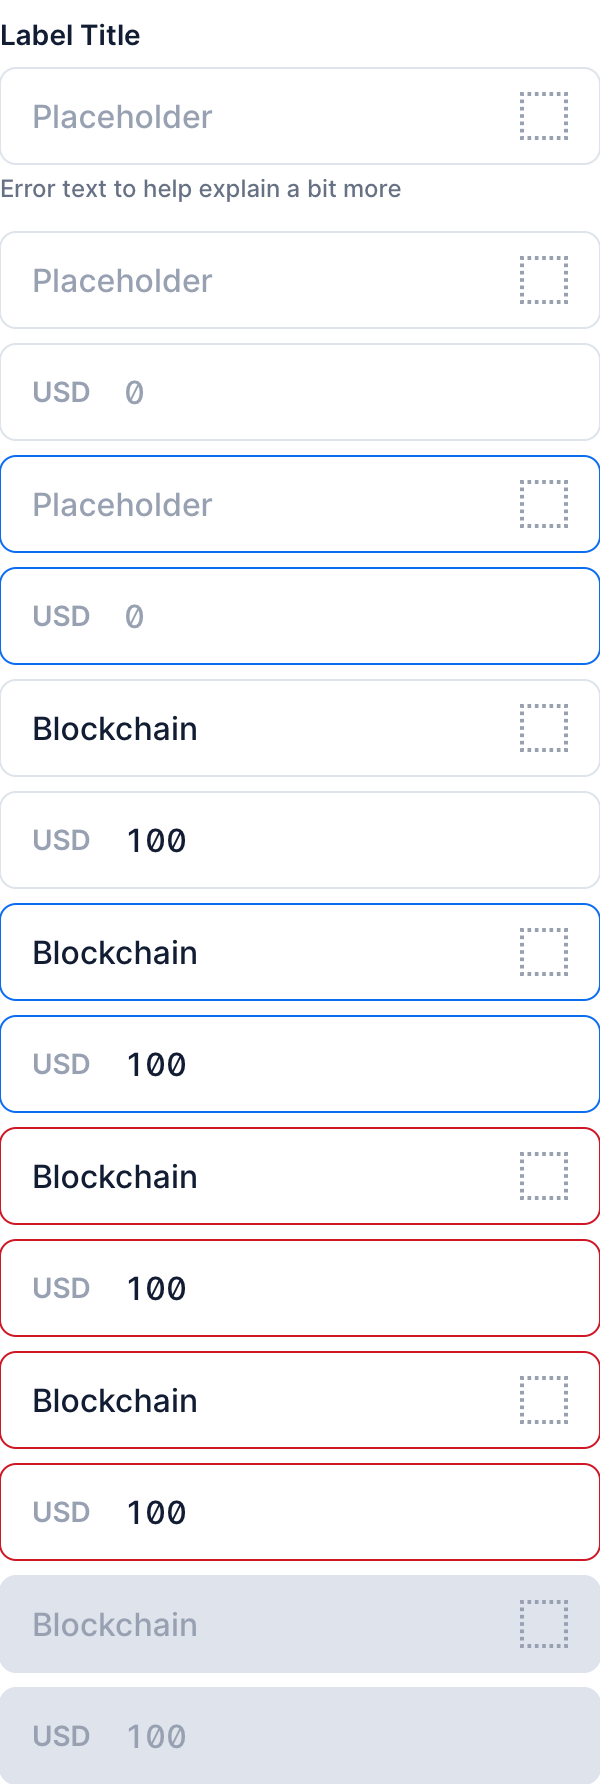 Label Title
Placeholder
Error text to help explain a bit more
Placeholder
USD 0
Placeholder
USD 0
Blockchain
USD 100
Blockchain
USD 100
Blockchain
USD 100
Blockchain
USD 100
Blockchain
USD 100